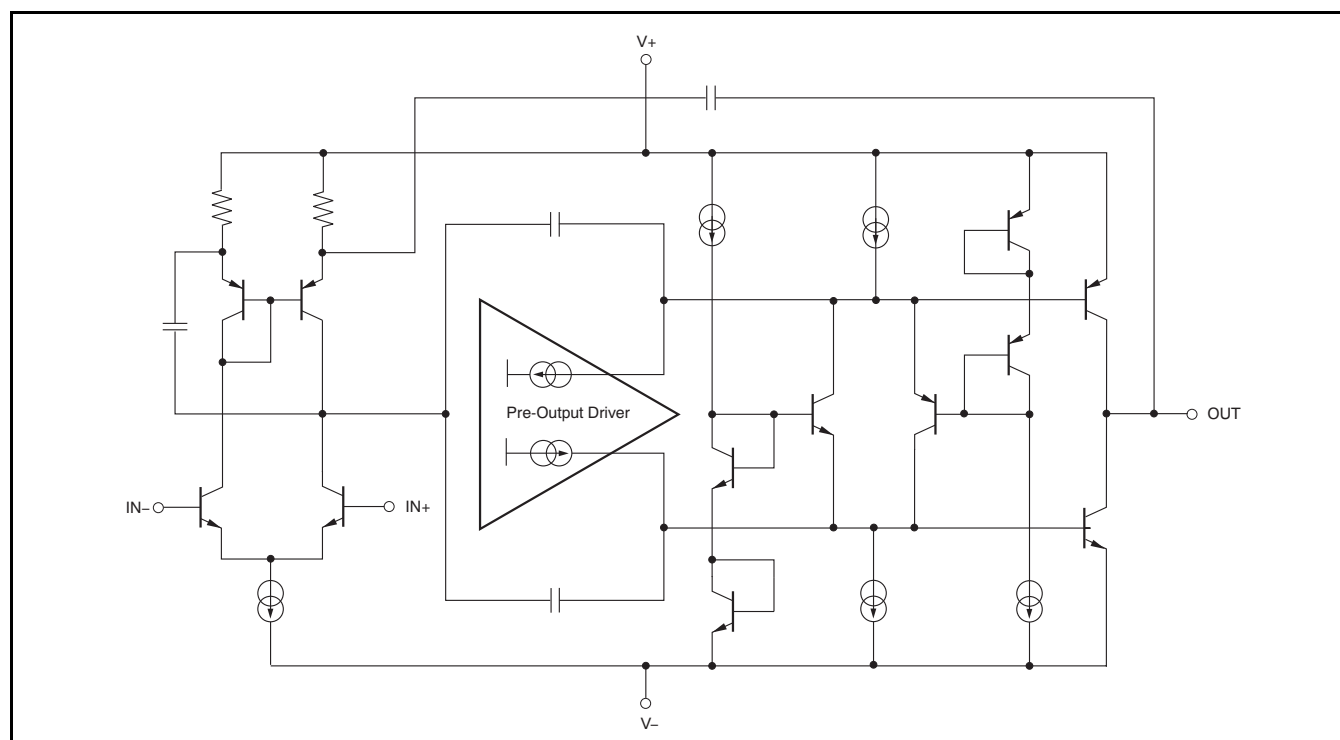 V+
Pre-Output Driver
OUT
IN–
IN+
V–